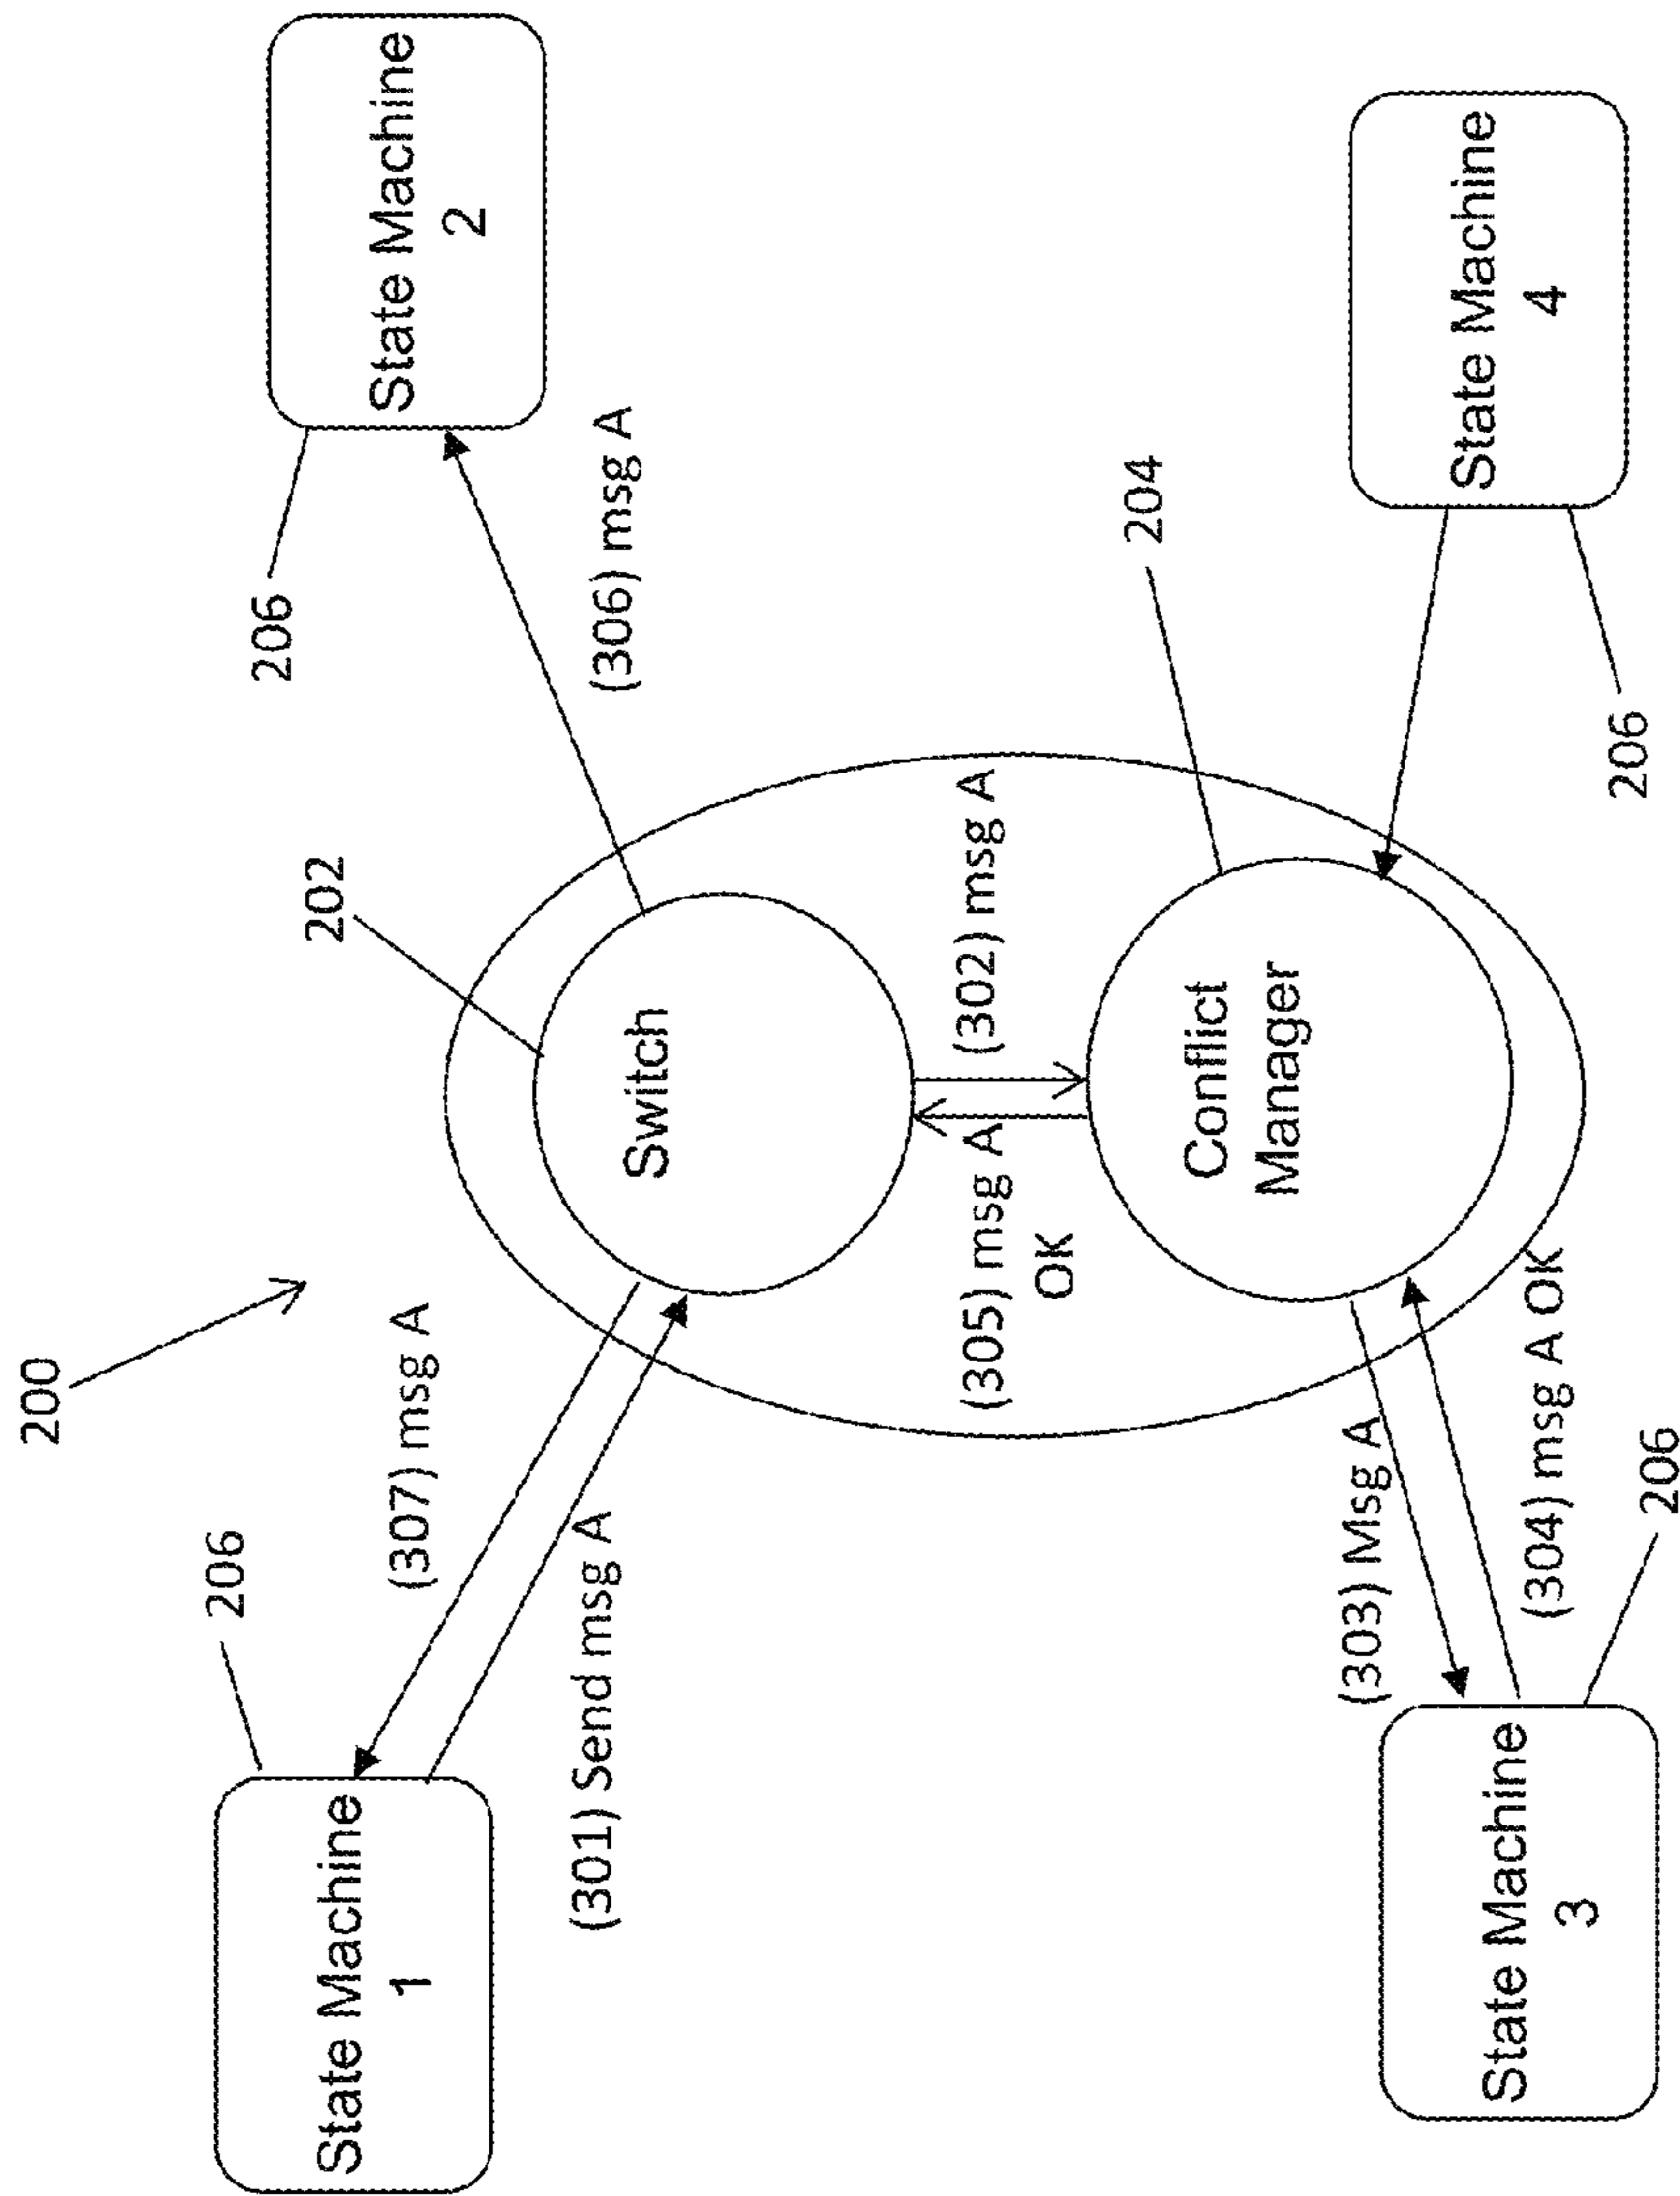 200
206
State Machine
1
(307) msg A
(301) Send msg A
202
Switch
206
State Machine
2
(306) msg A
(305) msg A
OK
(302) msg A
204
Conflict
Manager
(303) Msg A
(304) msg A OK
State Machine
3
206
State Machine
4
206